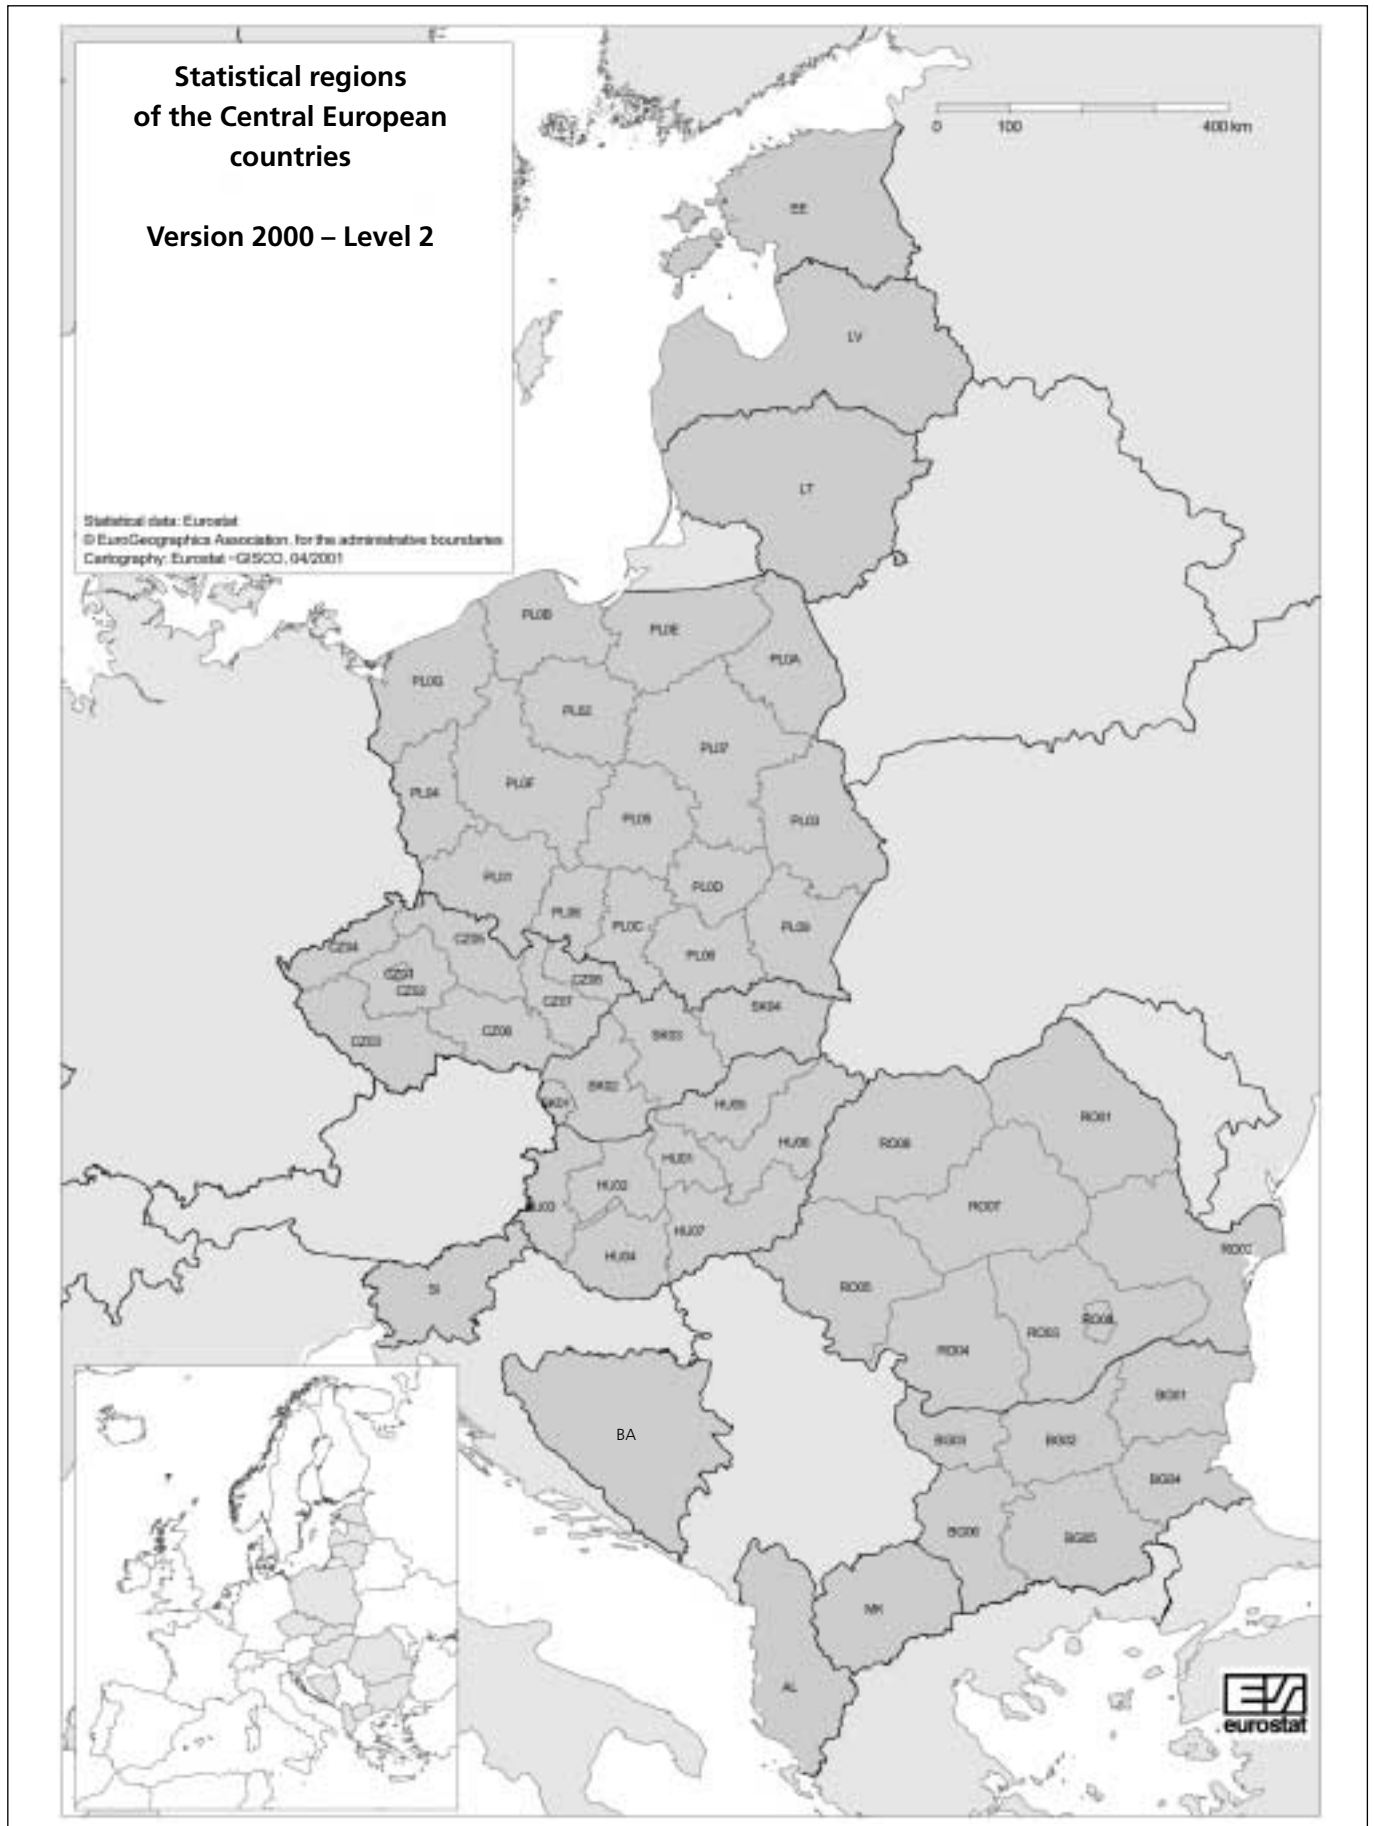 Statistical regions
of the Central European
countries
Version 2000 – Level 2
Statistical data: Eurostat
© EuroGeographics Association, for the administrative boundaries
Cartography: Eurostat - GISCO, 04/2001
0 100 400 km
EE
LV
LT
PL0B
PL0E
PL0A
PL0G
PL02
PL07
PL04
PL0F
PL05
PL03
PL01
PL0D
PL0C
PL09
PL06
CZ04
CZ05
CZ01
CZ02
CZ08
CZ07
CZ03
CZ06
SK04
SK03
SK02
SK01
HU05
HU06
HU01
HU02
HU03
HU07
HU04
RO01
RO06
RO07
RO02
RO05
RO08
RO03
RO04
SI
BA
BG01
BG03
BG02
BG04
BG06
BG05
MK
AL
eurostat